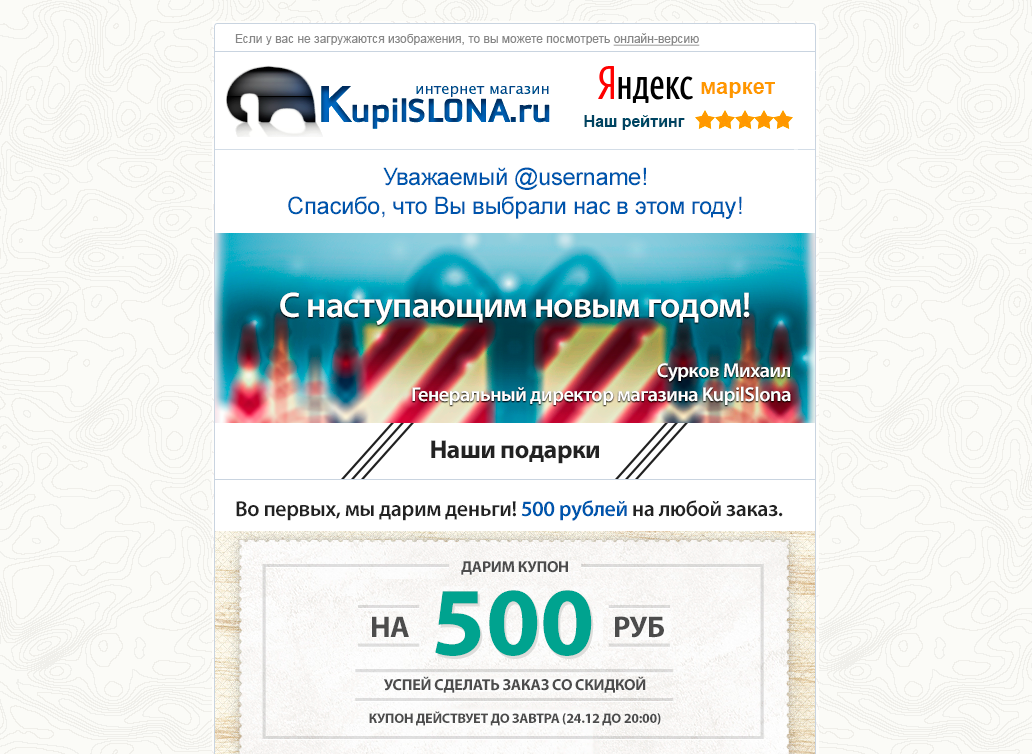 Если у вас не загружаются изображения, то вы можете посмотреть онлайн-версию
интернет магазин
KupilSLONA.ru
Яндекс маркет
Наш рейтинг
Уважаемый @username!
Спасибо, что Вы выбрали нас в этом году!
С наступающим новым годом!
Сурков Михаил
Генеральный директор магазина KupilSlona
Наши подарки
Во первых, мы дарим деньги! 500 рублей на любой заказ.
ДАРИМ КУПОН
НА 500 РУБ
УСПЕЙ СДЕЛАТЬ ЗАКАЗ СО СКИДКОЙ
КУПОН ДЕЙСТВУЕТ ДО ЗАВТРА (24.12 ДО 20:00)